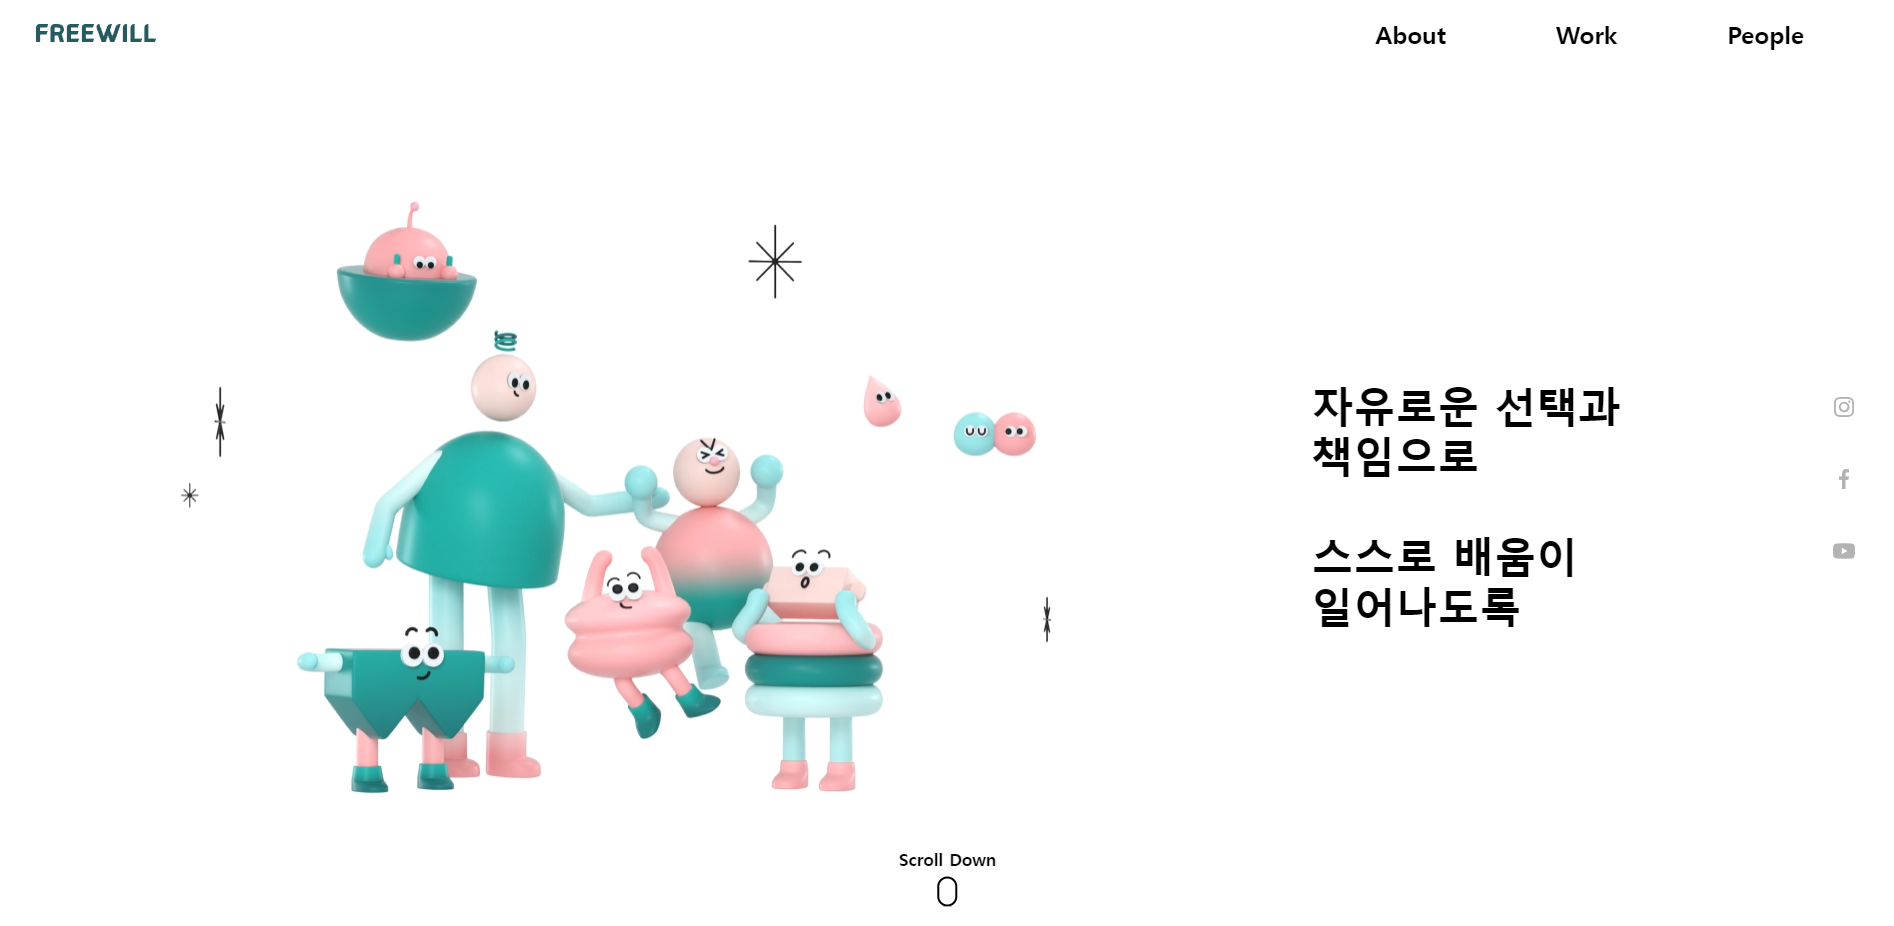 FREEWILL
About
Work
People
자유로운 선택과
책임으로
스스로 배움이
일어나도록
Scroll Down